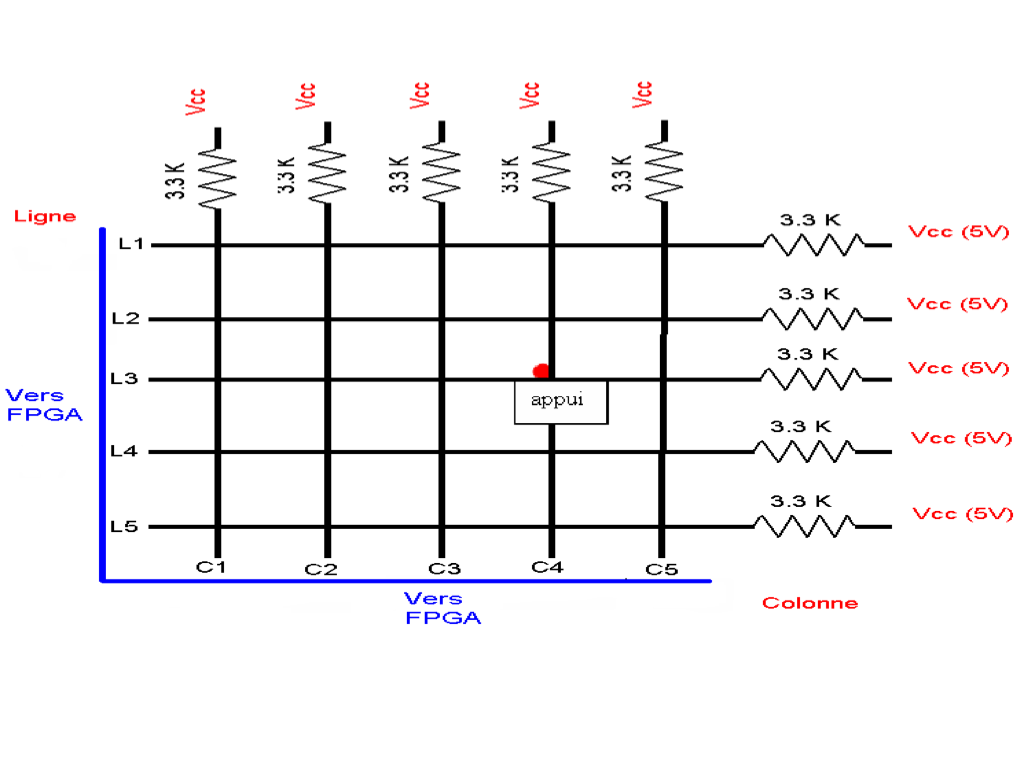 Vcc
Vcc
Vcc
Vcc
Vcc
3.3 K
3.3 K
3.3 K
3.3 K
3.3 K
Ligne
3.3 K
Vcc (5V)
L1
3.3 K
Vcc (5V)
L2
3.3 K
Vcc (5V)
L3
Vers
FPGA
appui
3.3 K
Vcc (5V)
L4
3.3 K
Vcc (5V)
L5
C1
C2
C3
C4
C5
Vers
FPGA
Colonne